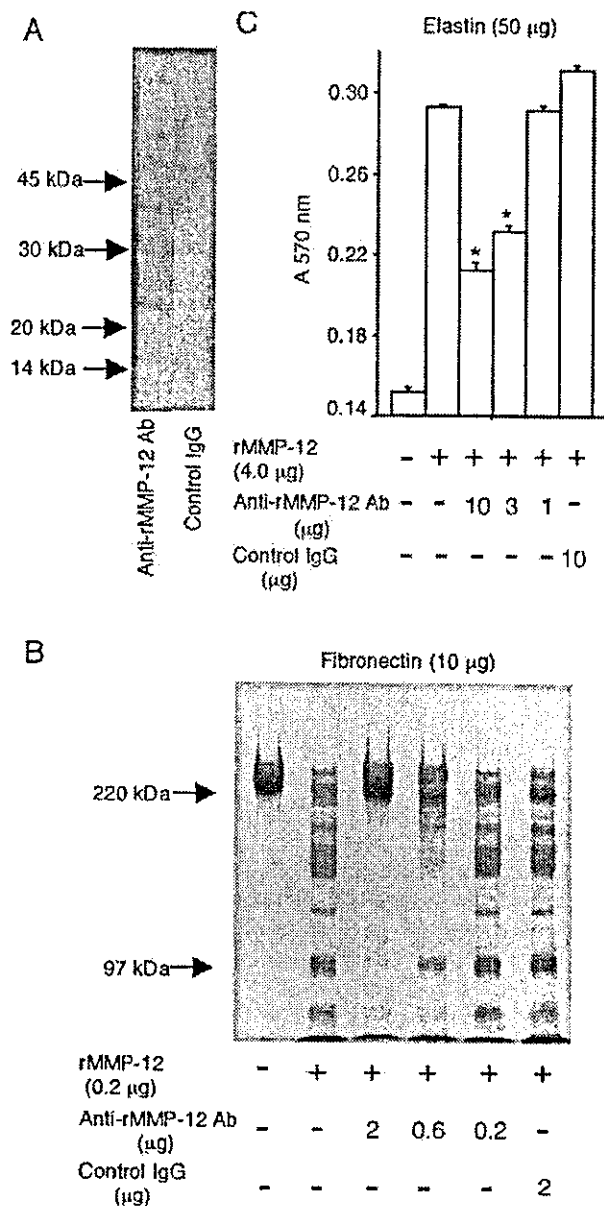 A
45 kDa
30 kDa
20 kDa
14 kDa
Anti-rMMP-12 Ab
Control IgG
C
Elastin (50 µg)
A 570 nm
0.30
0.26
0.22
0.18
0.14
* *
rMMP-12 - + + + + +
(4.0 µg)
Anti-rMMP-12 Ab - - 10 3 1 -
(µg)
Control IgG - - - - - 10
(µg)
B
Fibronectin (10 µg)
220 kDa
97 kDa
rMMP-12 - + + + + +
(0.2 µg)
Anti-rMMP-12 Ab - - 2 0.6 0.2 -
(µg)
Control IgG - - - - - 2
(µg)